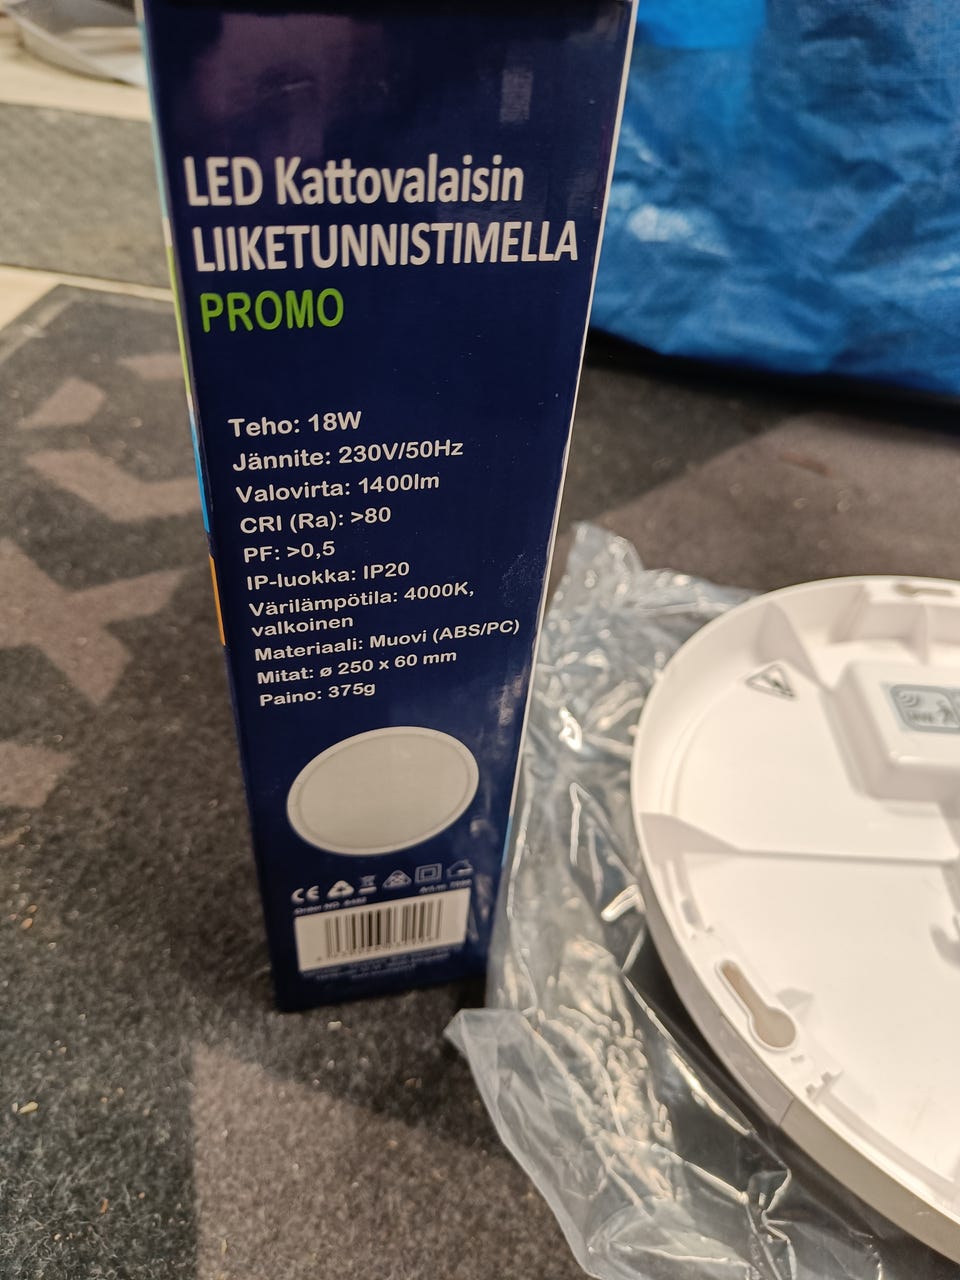 LED Kattovalaisin
LIIKETUNNISTIMELLA
PROMO
Teho: 18W
Jännite: 230V/50Hz
Valovirta: 1400lm
CRI (Ra): >80
PF: >0,5
IP-luokka: IP20
Värilämpötila: 4000K,
valkoinen
Materiaali: Muovi (ABS/PC)
Mitat: ø 250 x 60 mm
Paino: 375g
CE